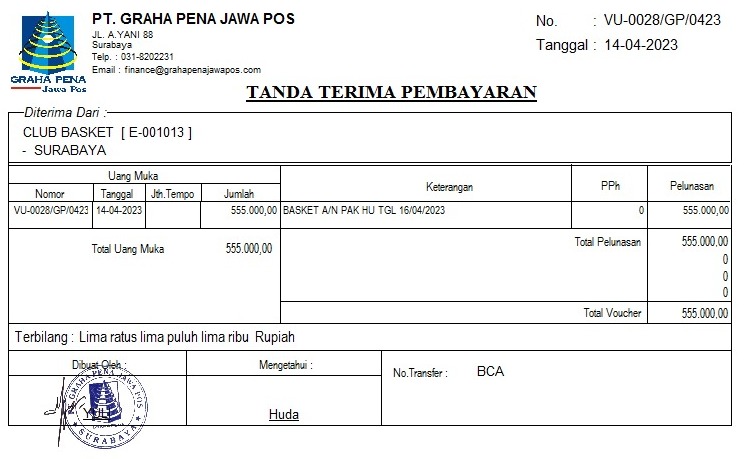 PT. GRAHA PENA JAWA POS
JL. A.YANI 88
Surabaya
Telp. : 031-8202231
Email : finance@grahapenajawapos.com
GRAHA PENA
Jawa Pos
No. : VU-0028/GP/0423
Tanggal : 14-04-2023
TANDA TERIMA PEMBAYARAN
Diterima Dari :
CLUB BASKET [ E-001013 ]
- SURABAYA
Uang Muka
Nomor Tanggal Jth.Tempo Jumlah Keterangan PPh Pelunasan
VU-0028/GP/0423 14-04-2023 555.000,00 BASKET A/N PAK HU TGL 16/04/2023 0 555.000,00
Total Uang Muka 555.000,00 Total Pelunasan 555.000,00
0
0
0
Total Voucher 555.000,00
Terbilang : Lima ratus lima puluh lima ribu Rupiah
Dibuat Oleh : Mengetahui : No.Transfer : BCA
PT. GRAHA PENA JAWA POS
YULI
SURABAYA
Huda